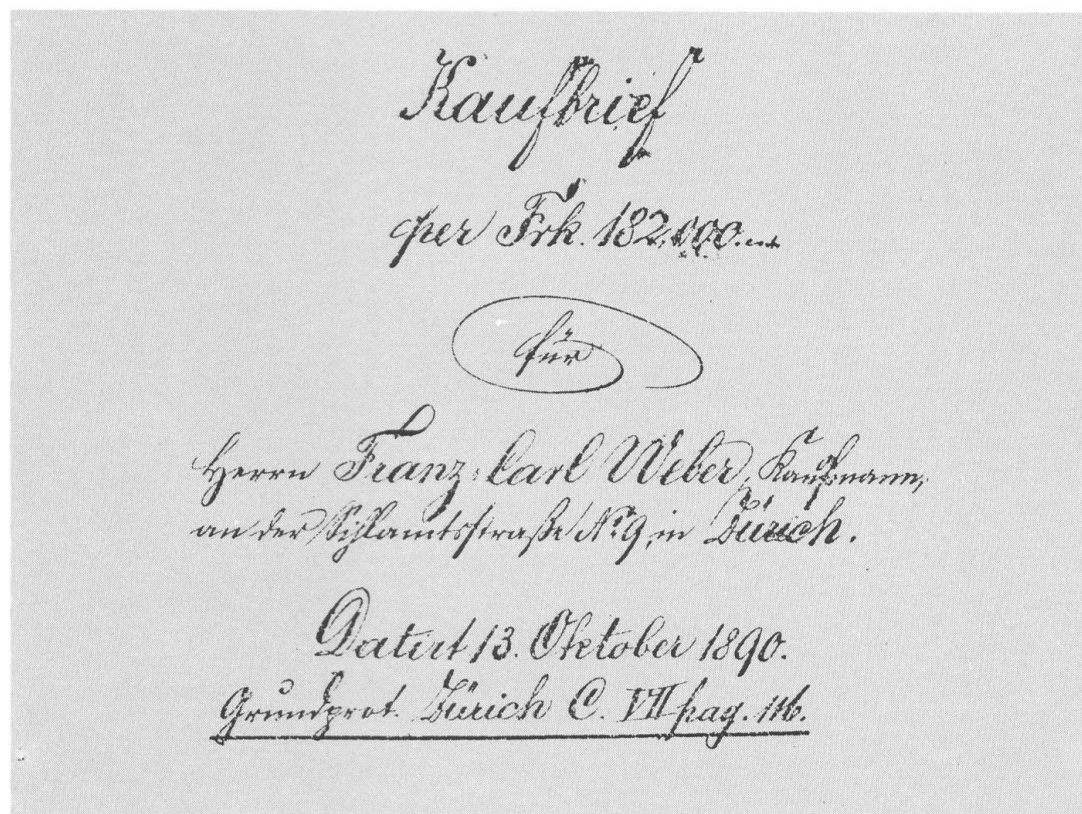 Kaufbrief
per Frk. 182,000.--
für
Herrn Franz Carl Weber, Kaufmann,
an der Schlamtsstraße No. 9, in Zürich.
Datirt 13. Oktober 1890.
Grundprot. Zürich C. VII pag. 116.